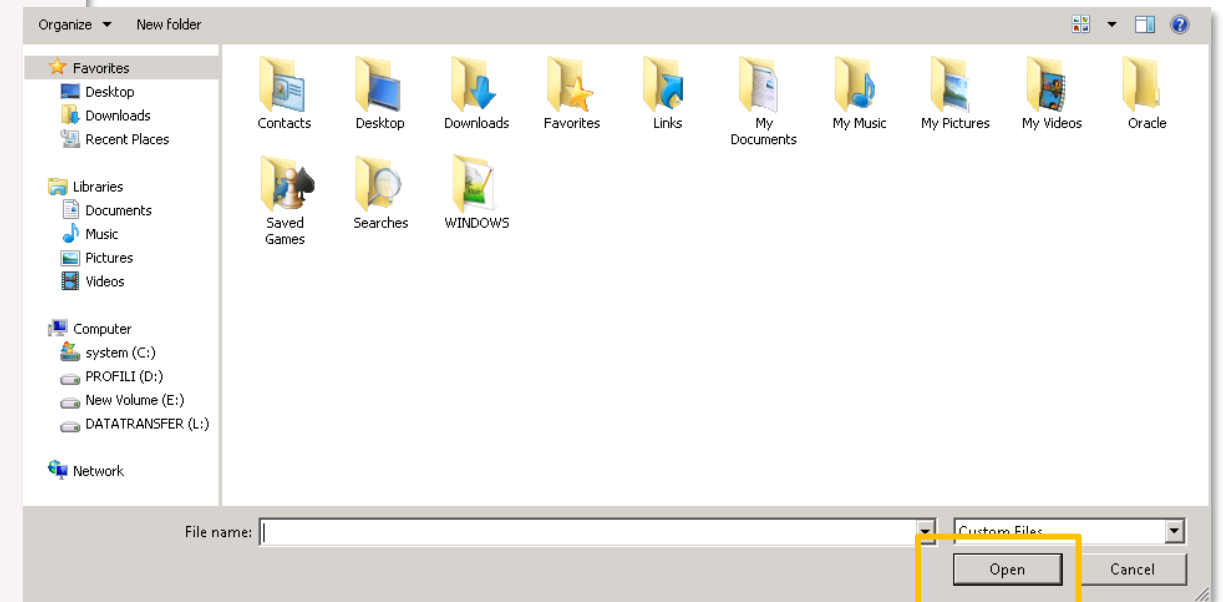 Organize New folder
Favorites
Desktop
Downloads
Recent Places
Libraries
Documents
Music
Pictures
Videos
Computer
system (C:)
PROFILI (D:)
New Volume (E:)
DATATRANSFER (L:)
Network
Contacts Desktop Downloads Favorites Links My Documents My Music My Pictures My Videos Oracle
Saved Games Searches WINDOWS
File name: Custom Files
Open Cancel